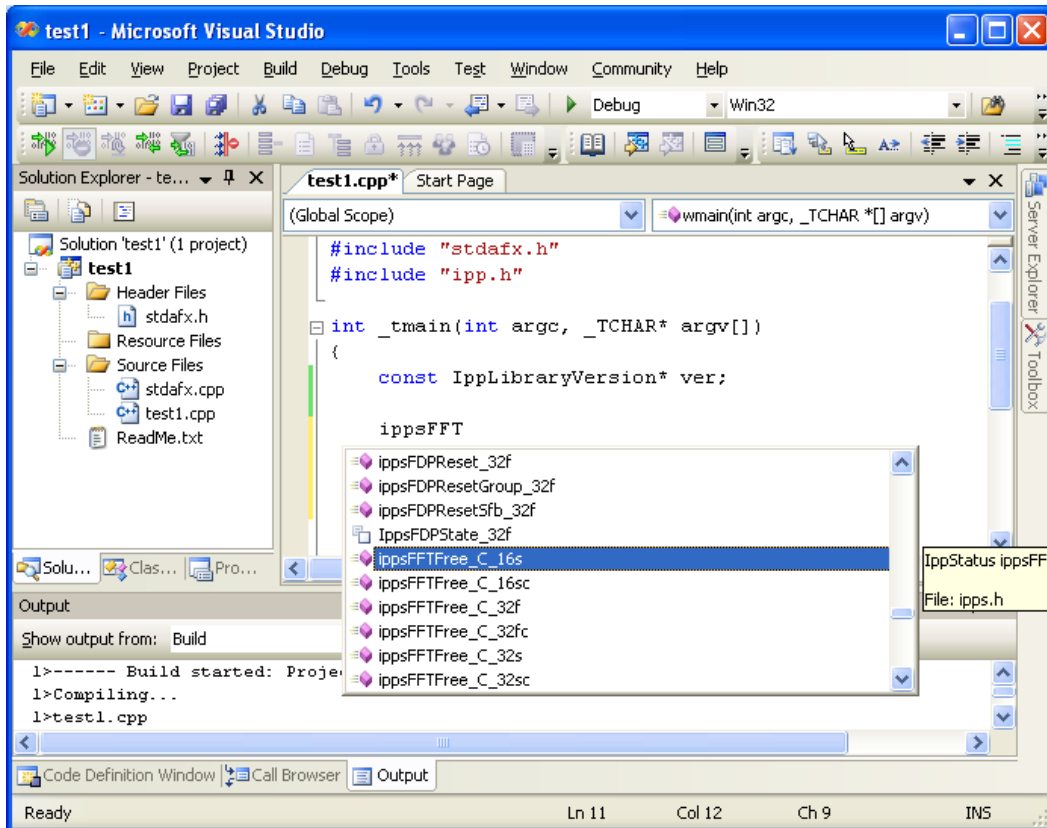 test1 - Microsoft Visual Studio
File Edit View Project Build Debug Tools Test Window Community Help
Debug Win32
Solution Explorer - te...
test1.cpp* Start Page
(Global Scope) wmain(int argc, _TCHAR *[] argv)
Solution 'test1' (1 project)
test1
Header Files
stdafx.h
Resource Files
Source Files
stdafx.cpp
test1.cpp
ReadMe.txt
#include "stdafx.h"
#include "ipp.h"
int _tmain(int argc, _TCHAR* argv[])
{
const IppLibraryVersion* ver;
ippsFFT
ippsFDPReset_32f
ippsFDPResetGroup_32f
ippsFDPResetSfb_32f
IppsFDPState_32f
ippsFFTFree_C_16s
ippsFFTFree_C_16sc
ippsFFTFree_C_32f
ippsFFTFree_C_32fc
ippsFFTFree_C_32s
ippsFFTFree_C_32sc
IppStatus ippsFF
File: ipps.h
Server Explorer
Toolbox
Solu... Clas... Pro...
Output
Show output from: Build
1>------ Build started: Proje
1>Compiling...
1>test1.cpp
Code Definition Window Call Browser Output
Ready Ln 11 Col 12 Ch 9 INS